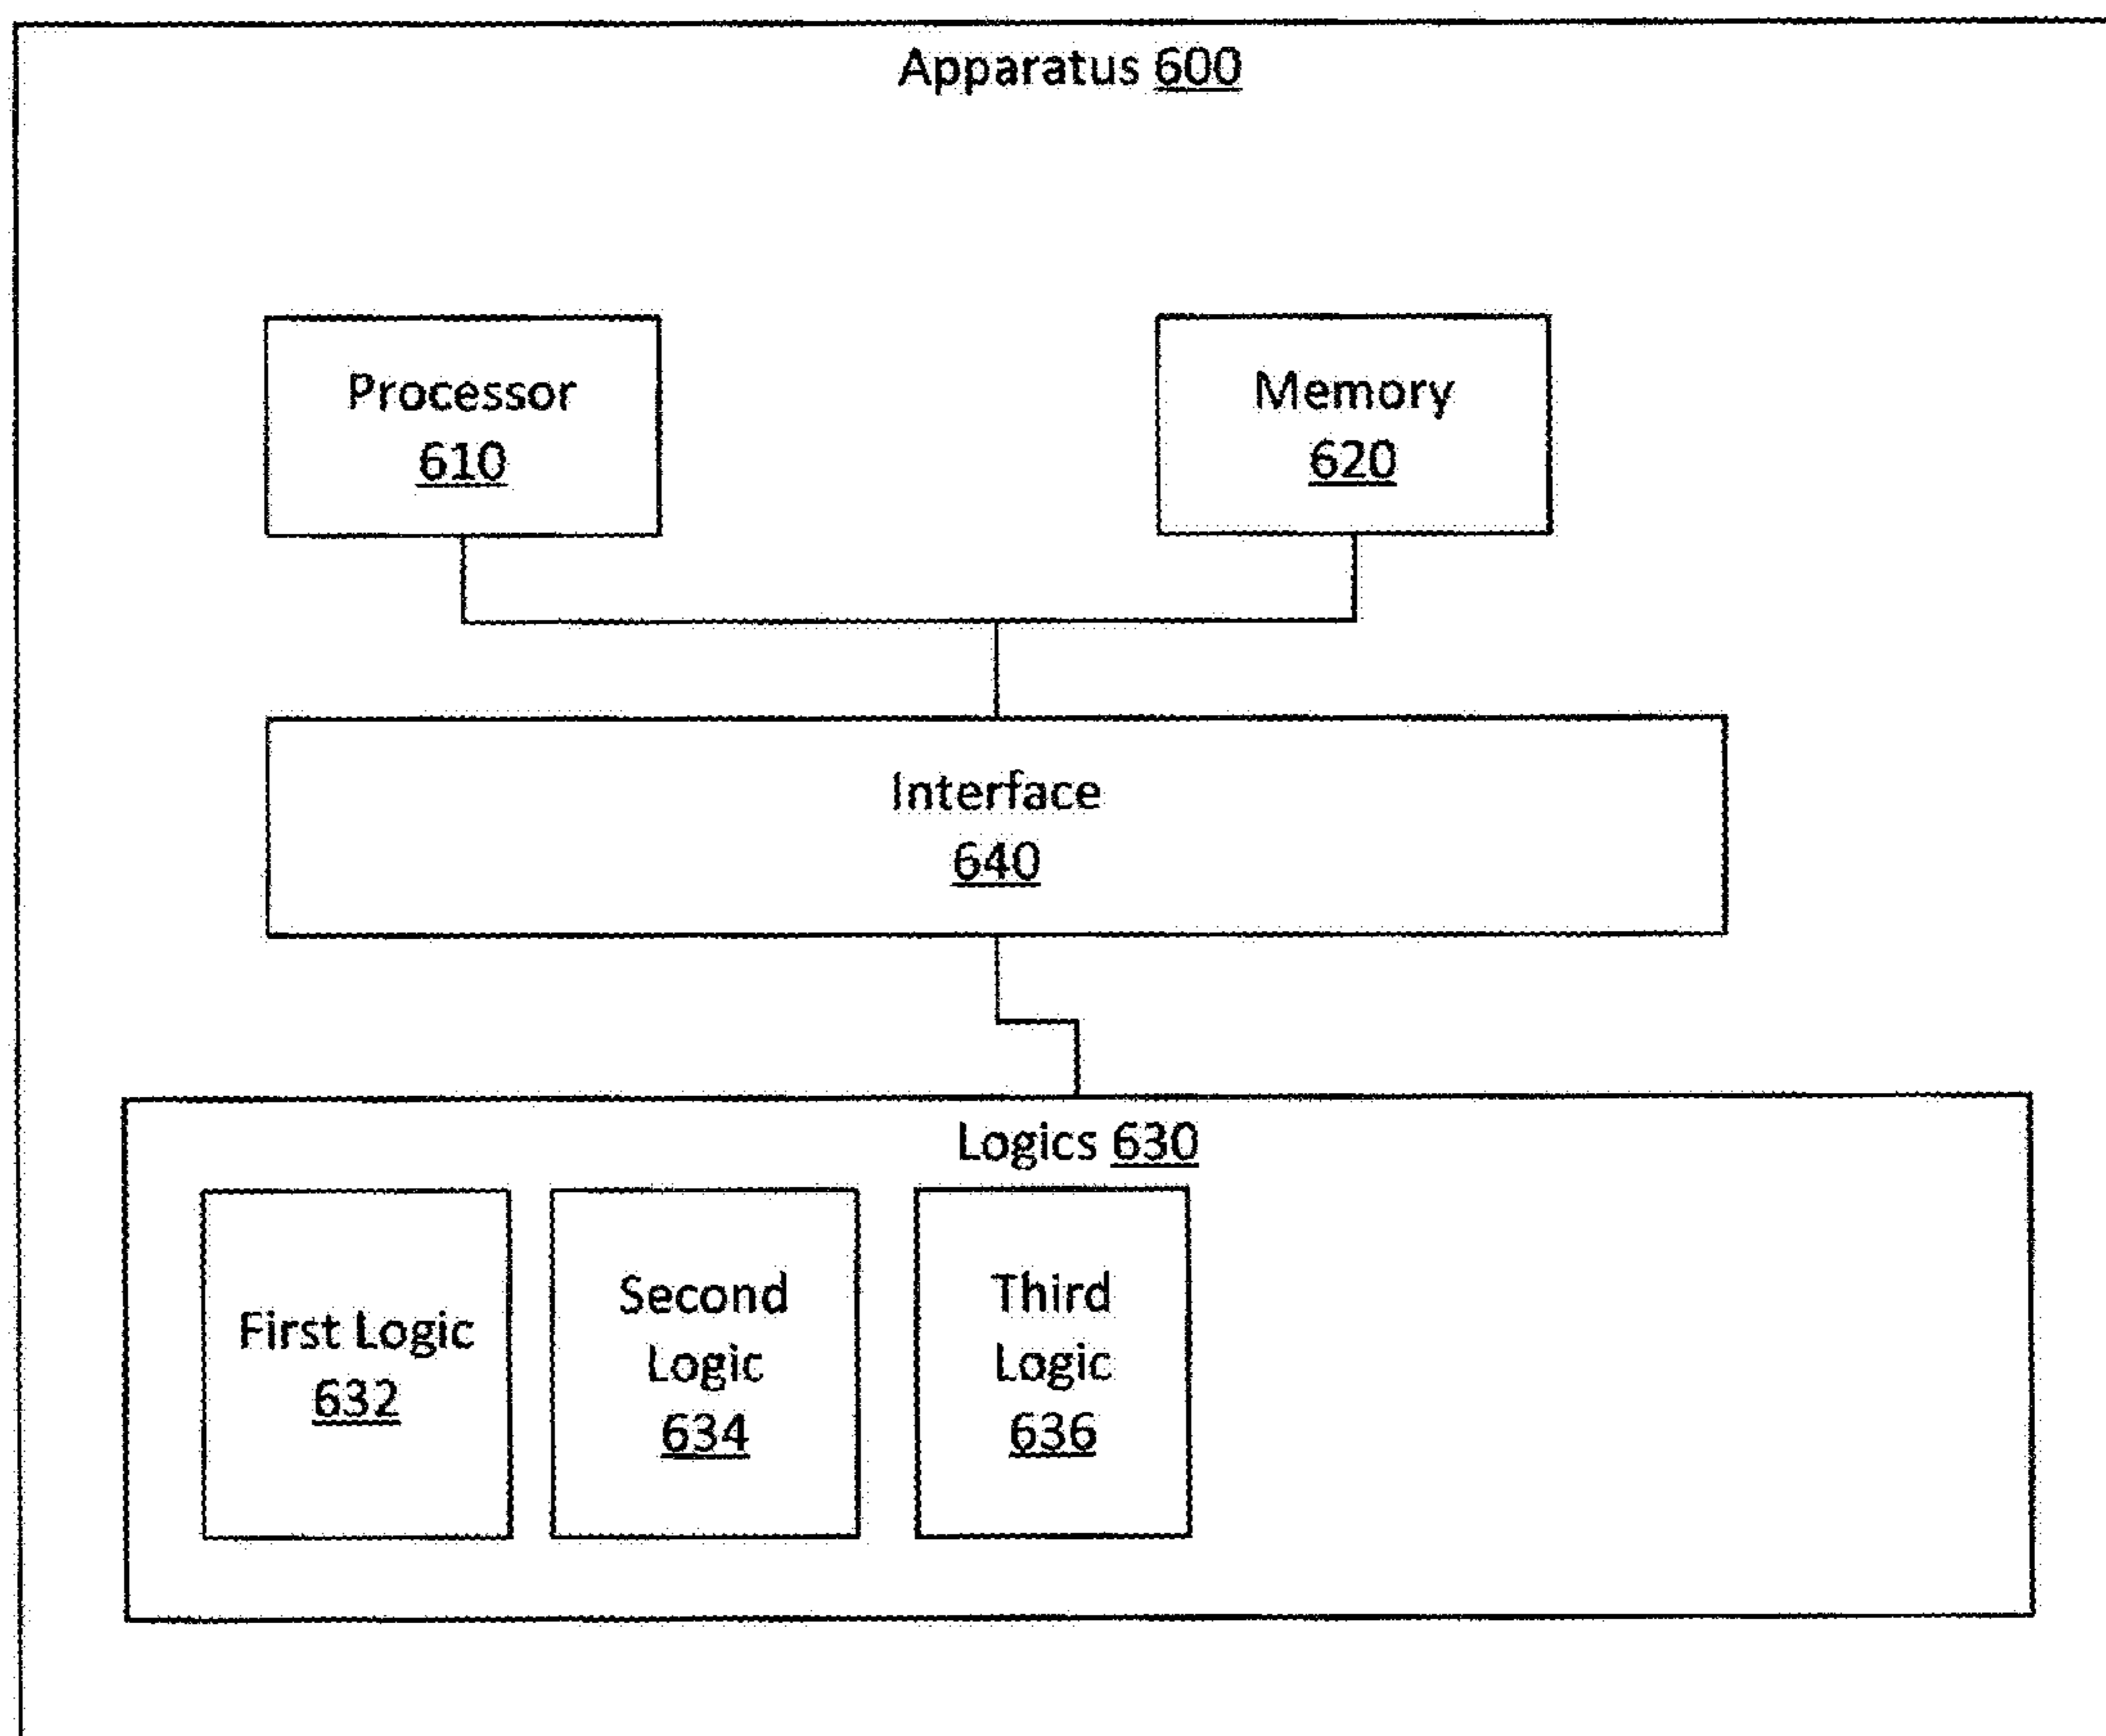 Apparatus 600
Processor
610
Memory
620
Interface
640
Logics 630
First Logic
632
Second
Logic
634
Third
Logic
636